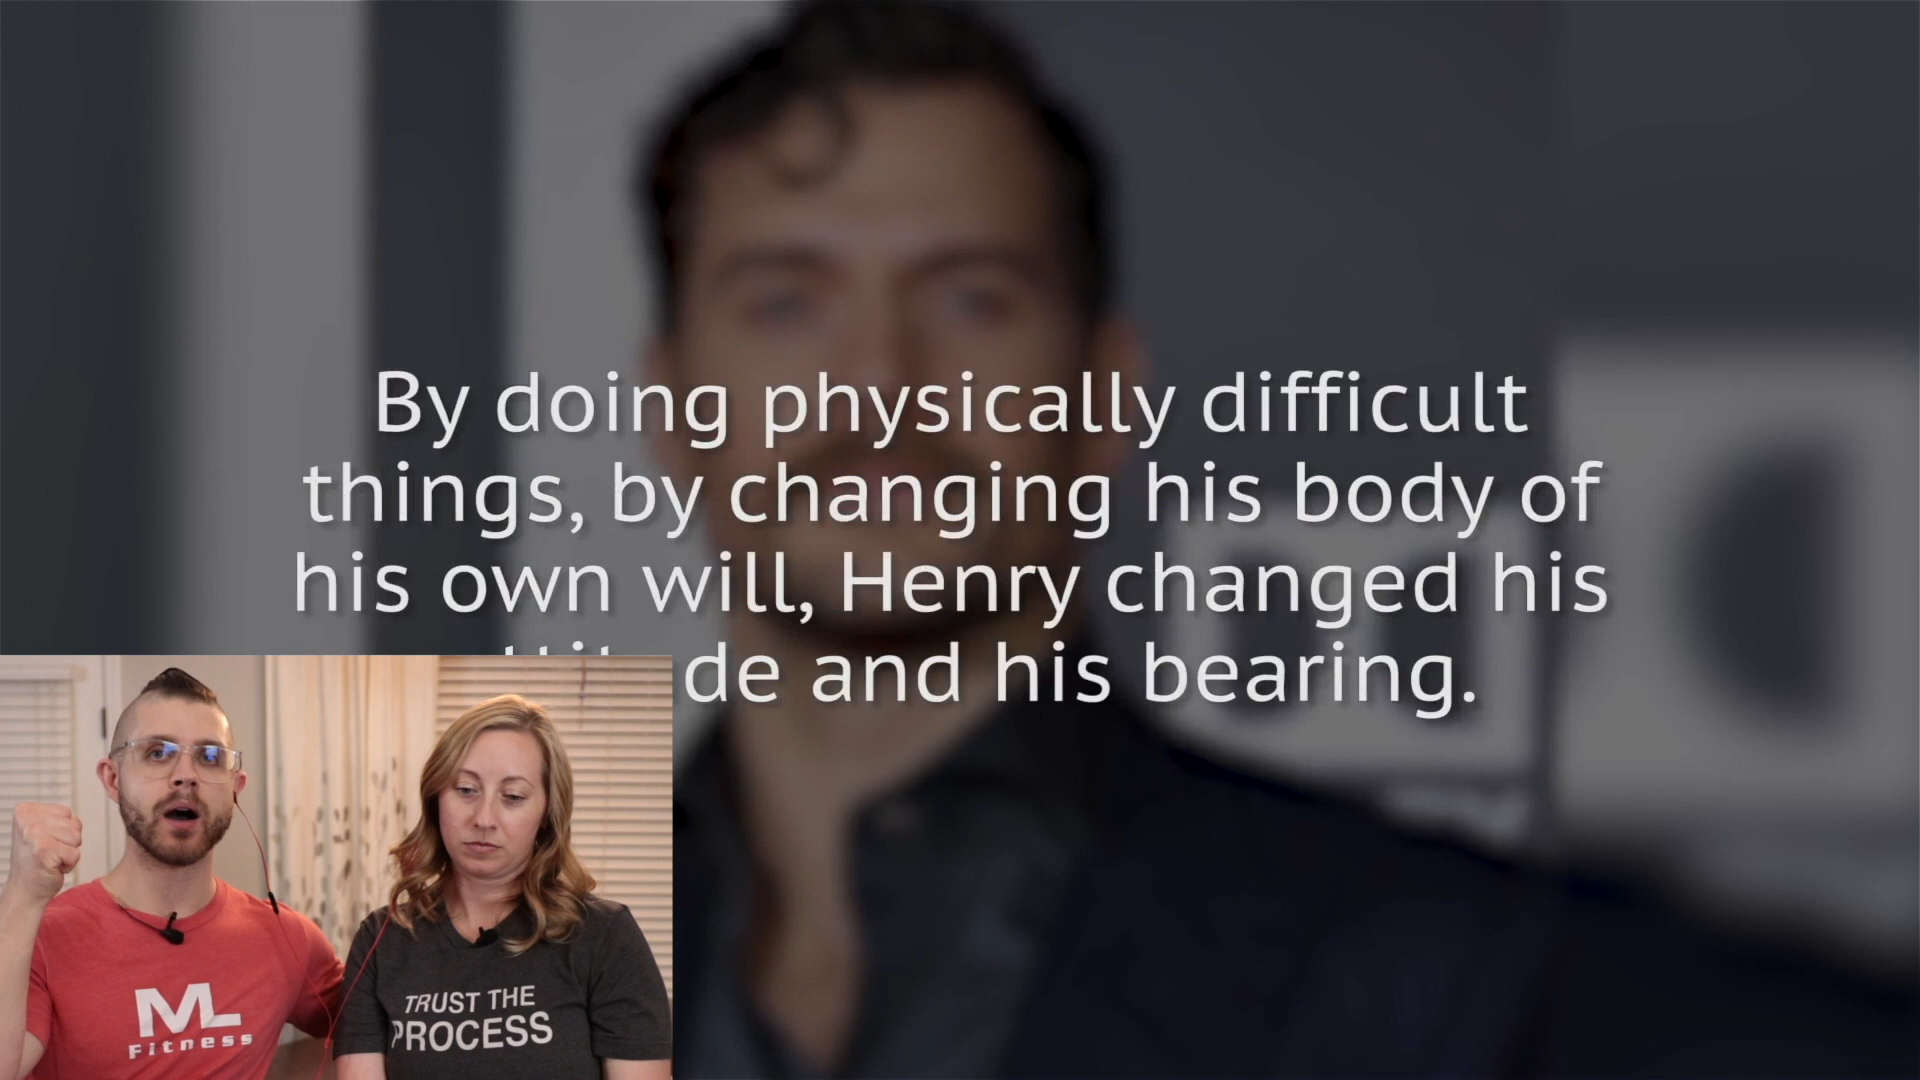 By doing physically difficult
things, by changing his body of
his own will, Henry changed his
de and his bearing.
ML
Fitness
TRUST THE
PROCESS